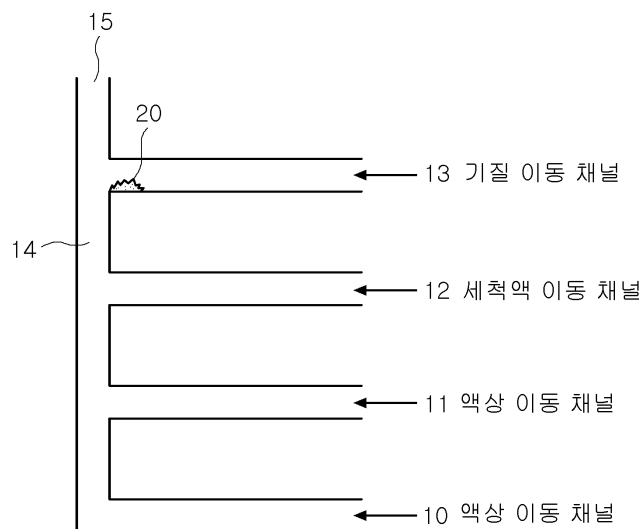 15
20
13 기질 이동 채널
14
12 세척액 이동 채널
11 액상 이동 채널
10 액상 이동 채널